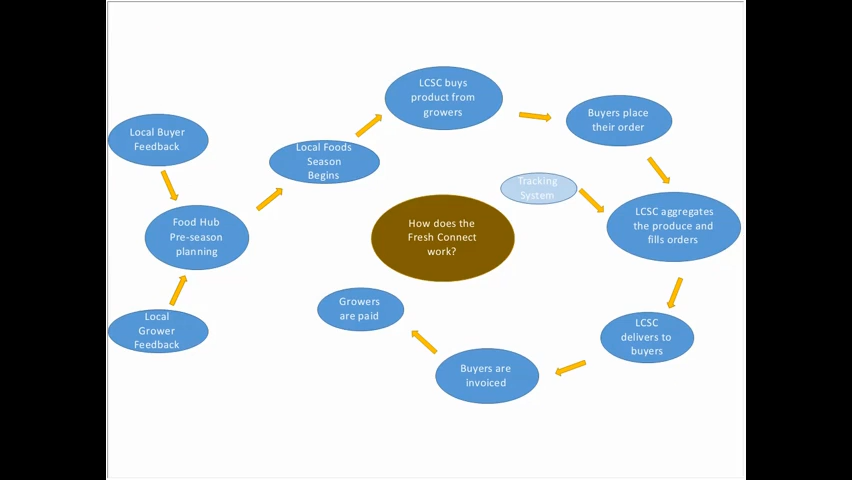 LCSC buys
product from
growers
Buyers place
their order
Local Buyer
Feedback
Local Foods
Season
Begins
Tracking
System
LCSC aggregates
the produce and
fills orders
Food Hub
Pre-season
planning
How does the
Fresh Connect
work?
Growers
are paid
Local
Grower
Feedback
LCSC
delivers to
buyers
Buyers are
invoiced